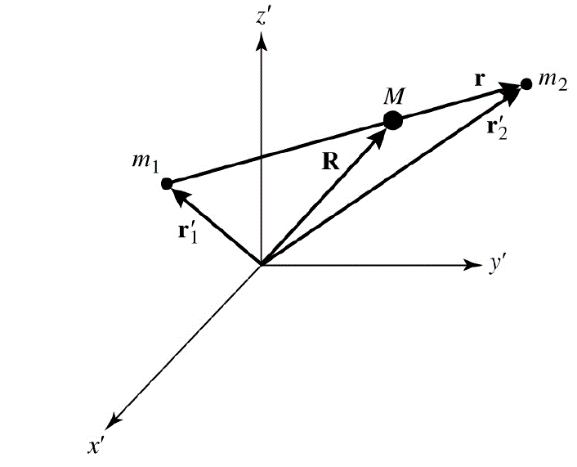 z′
r
m₂
M
r′₂
m₁
R
r′₁
y′
x′